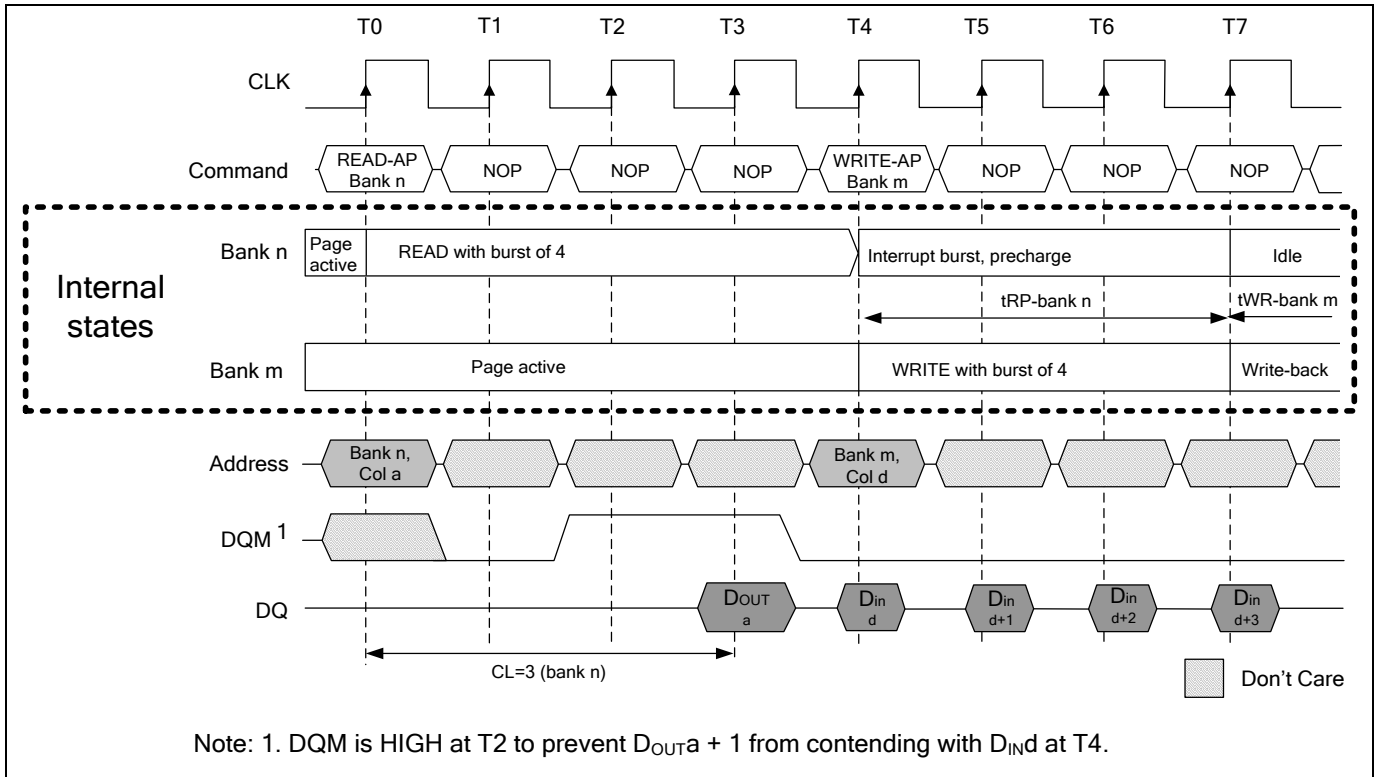 T0 T1 T2 T3 T4 T5 T6 T7
CLK
Command
READ-AP
Bank n
NOP
NOP
NOP
WRITE-AP
Bank m
NOP
NOP
NOP
Internal
states
Bank n
Page
active
READ with burst of 4
Interrupt burst, precharge
Idle
tRP-bank n
tWR-bank m
Bank m
Page active
WRITE with burst of 4
Write-back
Address
Bank n,
Col a
Bank m,
Col d
DQM 1
DQ
DOUT
a
Din
d
Din
d+1
Din
d+2
Din
d+3
CL=3 (bank n)
Don't Care
Note: 1. DQM is HIGH at T2 to prevent DOUTa + 1 from contending with DINd at T4.